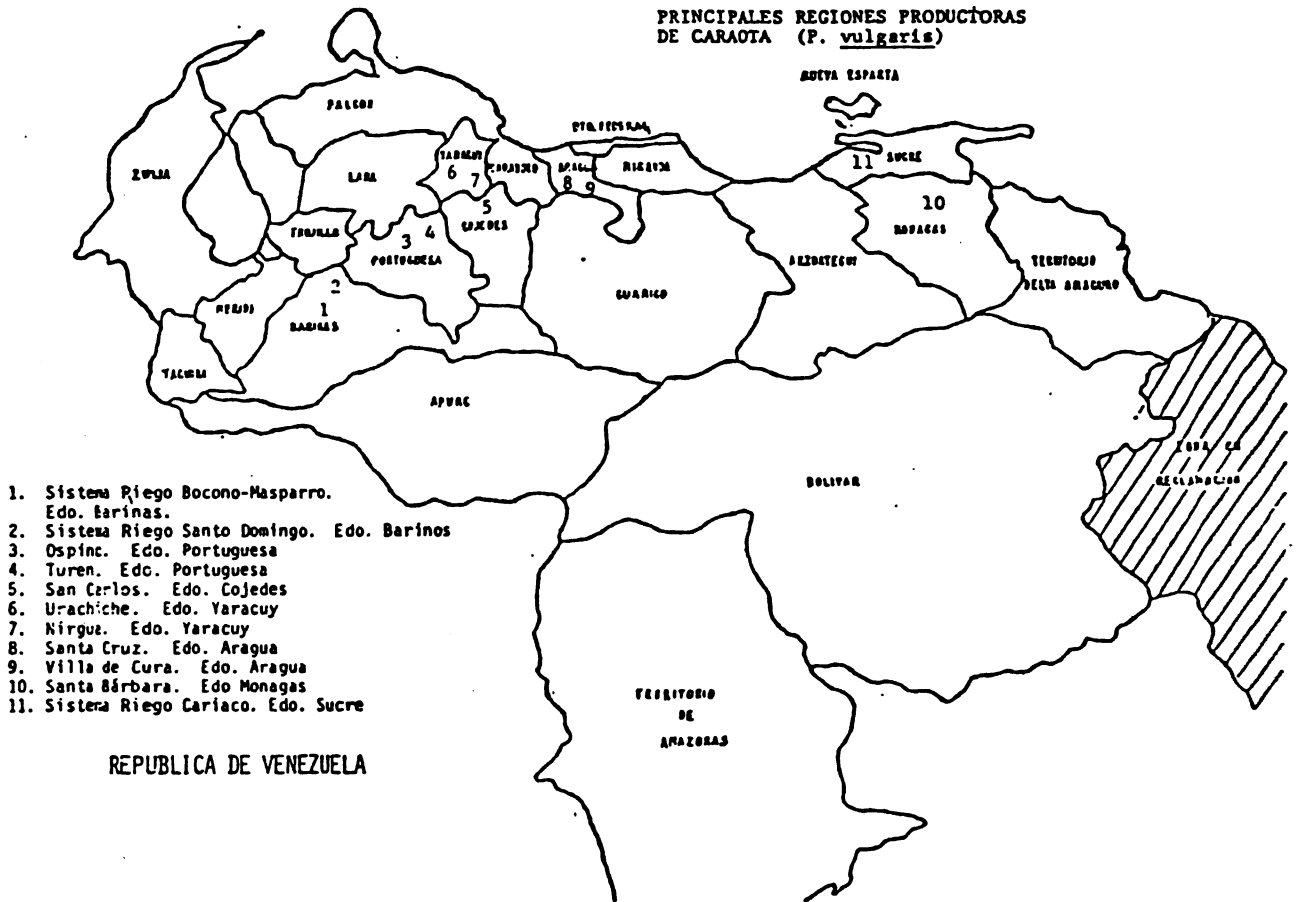 PRINCIPALES REGIONES PRODUCTORAS
DE CARAOTA (P. vulgaris)
NUEVA ESPARTA
FALCON
DTO. FEDERAL
ZULIA
LARA
YARACUY
CARABOBO
ARAGUA
MIRANDA
SUCRE
11
6
7
8
9
10
5
COJEDES
MONAGAS
TRUJILLO
3
4
PORTUGUESA
ANZOATEGUI
TERRITORIO
DELTA AMACURO
2
GUARICO
MERIDA
1
BARINAS
TACHIRA
APURE
ZONA EN
RECLAMACION
BOLIVAR
1. Sistema Riego Bocono-Masparro.
Edo. Barinas.
2. Sistema Riego Santo Domingo. Edo. Barinos
3. Ospino. Edo. Portuguesa
4. Turen. Edo. Portuguesa
5. San Carlos. Edo. Cojedes
6. Urachiche. Edo. Yaracuy
7. Nirgua. Edo. Yaracuy
8. Santa Cruz. Edo. Aragua
9. Villa de Cura. Edo. Aragua
10. Santa Bárbara. Edo Monagas
11. Sistema Riego Cariaco. Edo. Sucre
TERRITORIO
DE
AMAZONAS
REPUBLICA DE VENEZUELA